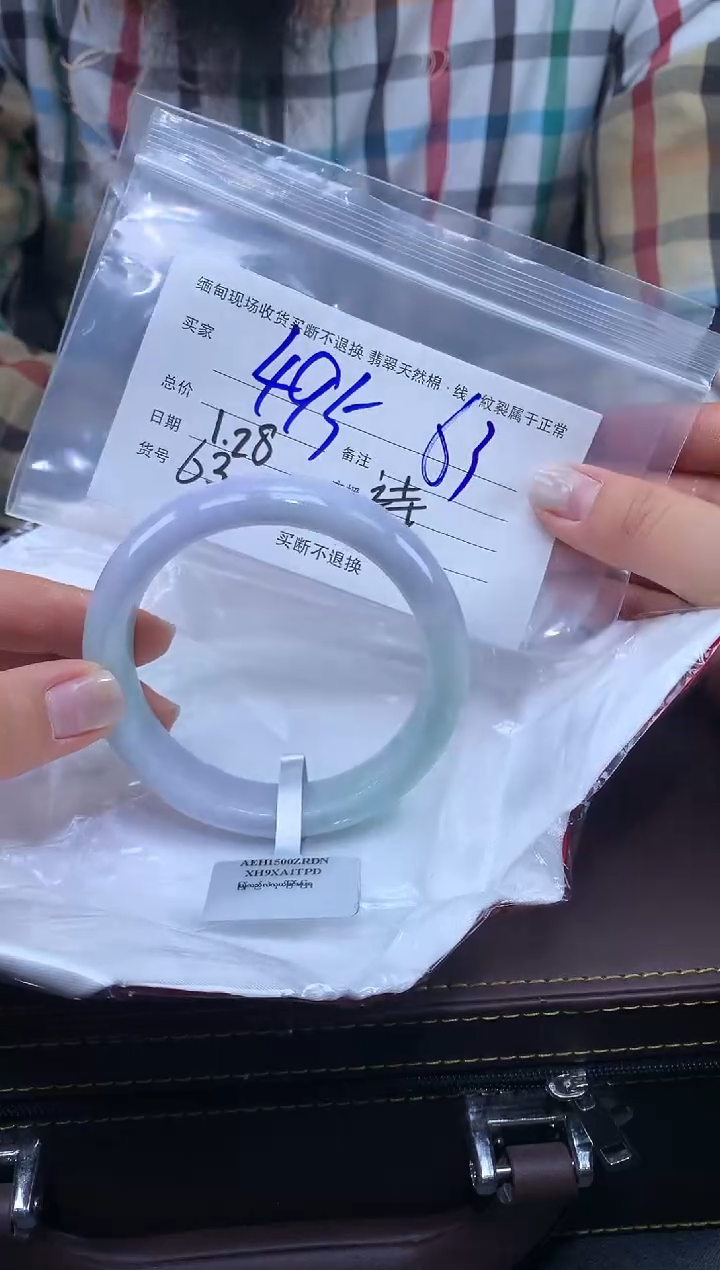 缅甸现场收货买断不退换 翡翠天然棉·线·紋裂属于正常
买家 495 63
总价
日期 1.28 备注
货号 63
买断不退换
AEH1500ZRDN
XH9XA1TPD